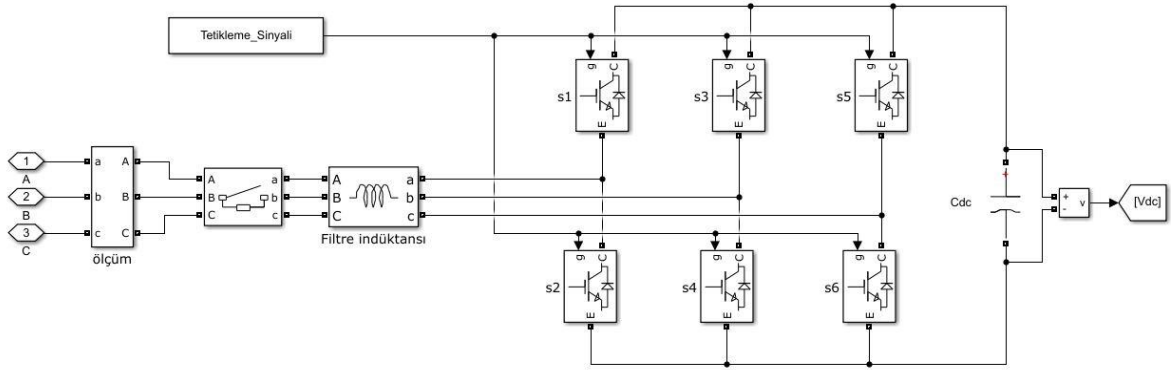 Tetikleme_Sinyali
g
C
s1
E
g
C
s3
E
g
C
s5
E
1
A
2
B
3
C
a
A
b
B
c
C
ölçüm
A
a
B
b
C
c
A
a
B
b
C
c
Filtre indüktansı
g
C
s2
E
g
C
s4
E
g
C
s6
E
+
Cdc
+
-
v
[Vdc]